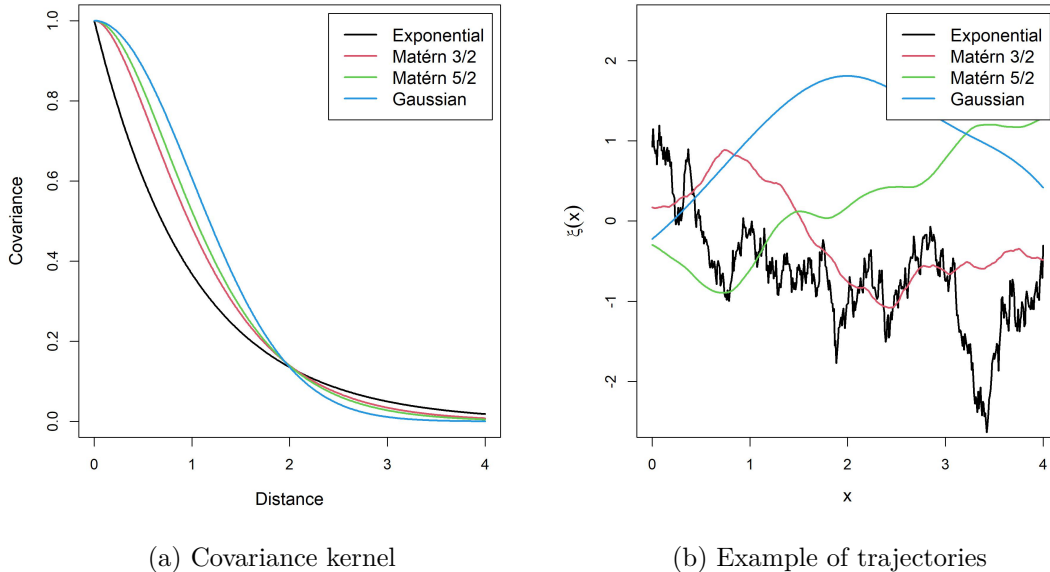 Exponential
Matérn 3/2
Matérn 5/2
Gaussian
Covariance
0.0 0.2 0.4 0.6 0.8 1.0
0 1 2 3 4
Distance
(a) Covariance kernel
Exponential
Matérn 3/2
Matérn 5/2
Gaussian
ξ(x)
-2 -1 0 1 2
0 1 2 3 4
x
(b) Example of trajectories